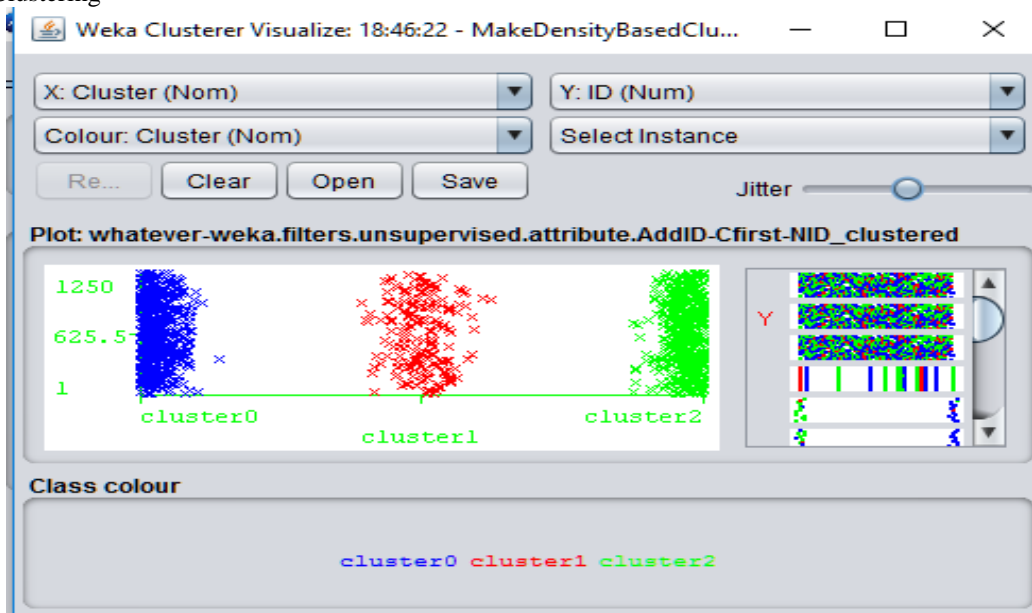 clustering
Weka Clusterer Visualize: 18:46:22 - MakeDensityBasedClu...
X: Cluster (Nom) Y: ID (Num)
Colour: Cluster (Nom) Select Instance
Re... Clear Open Save Jitter
Plot: whatever-weka.filters.unsupervised.attribute.AddID-Cfirst-NID_clustered
1250
Y
625.5
1
cluster0 cluster2
cluster1
Class colour
cluster0 cluster1 cluster2